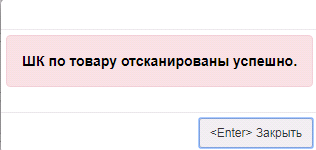 ШК по товару отсканированы успешно.
<Enter> Закрыть